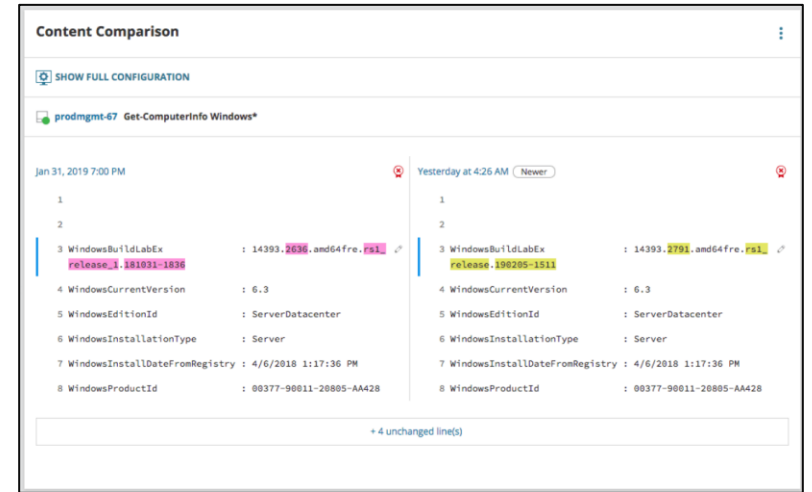 Content Comparison
SHOW FULL CONFIGURATION
prodmgmt-67 Get-ComputerInfo Windows*
Jan 31, 2019 7:00 PM
1
2
3 WindowsBuildLabEx : 14393.2636.amd64fre.rs1_
release_1.181031-1836
4 WindowsCurrentVersion : 6.3
5 WindowsEditionId : ServerDatacenter
6 WindowsInstallationType : Server
7 WindowsInstallDateFromRegistry : 4/6/2018 1:17:36 PM
8 WindowsProductId : 00377-90011-20805-AA428
Yesterday at 4:26 AM Newer
1
2
3 WindowsBuildLabEx : 14393.2791.amd64fre.rs1_
release.190205-1511
4 WindowsCurrentVersion : 6.3
5 WindowsEditionId : ServerDatacenter
6 WindowsInstallationType : Server
7 WindowsInstallDateFromRegistry : 4/6/2018 1:17:36 PM
8 WindowsProductId : 00377-90011-20805-AA428
+ 4 unchanged line(s)